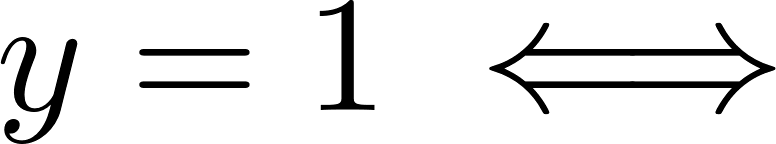 y = 1 ⟺